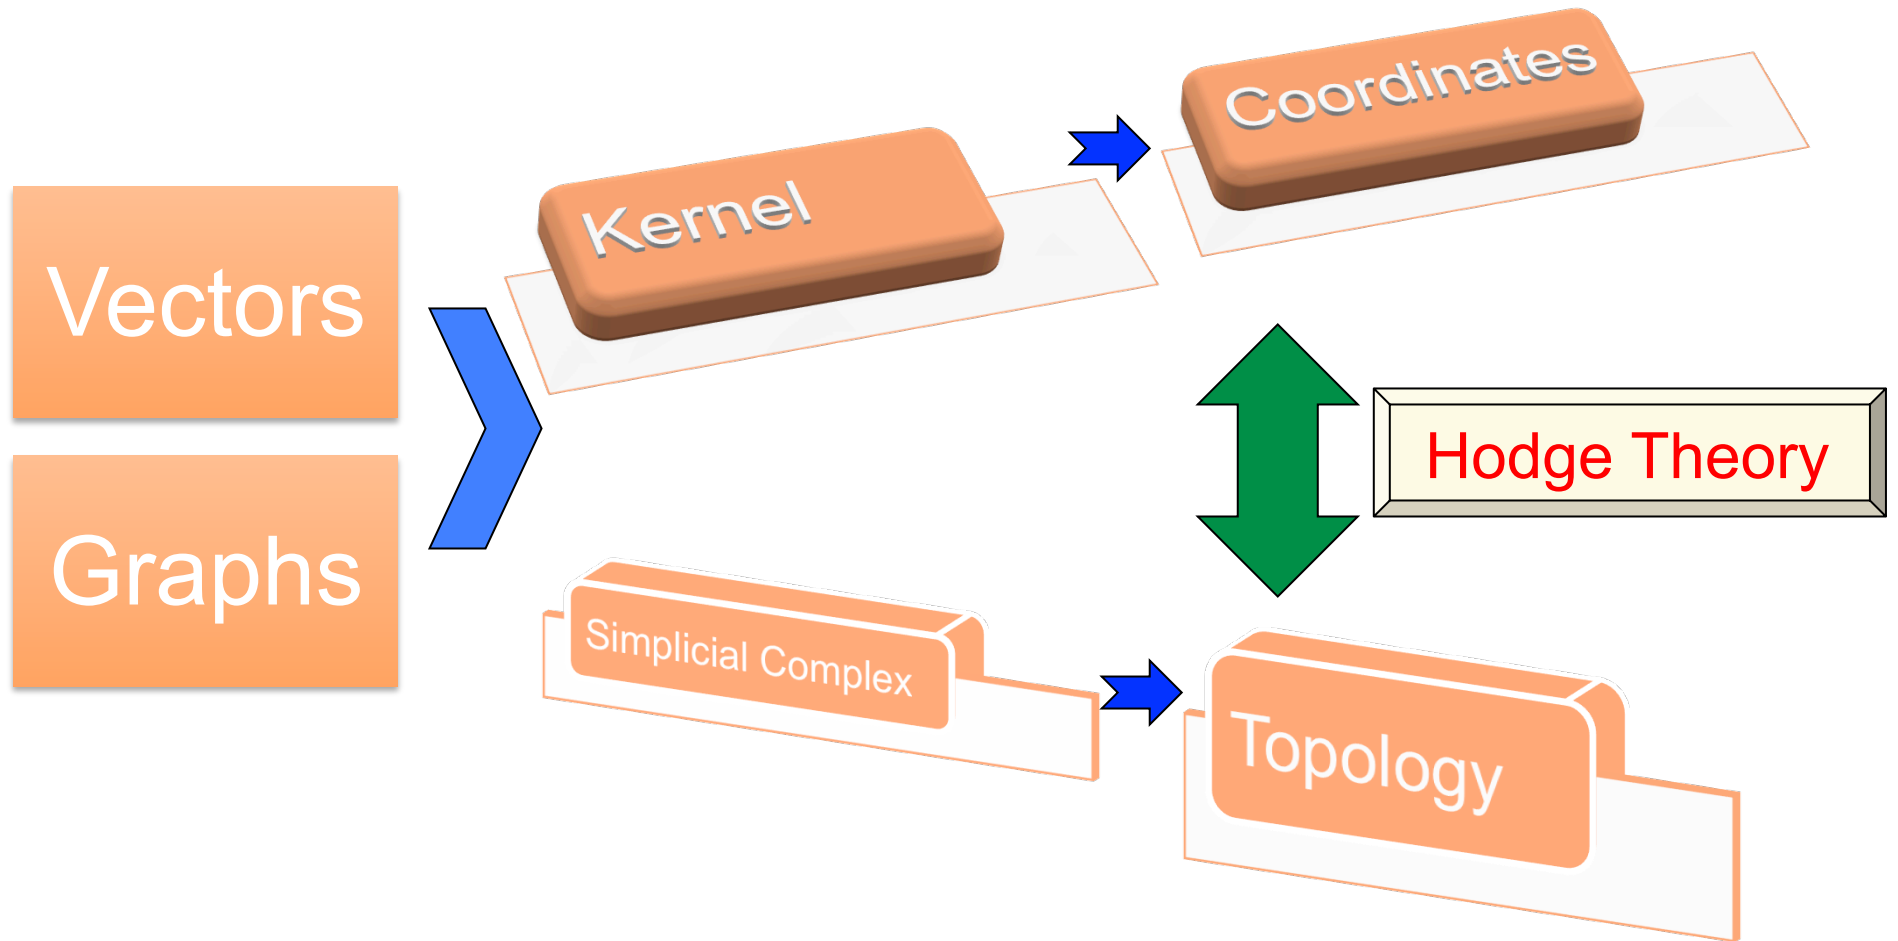 Vectors
Graphs
Kernel
Coordinates
Hodge Theory
Simplicial Complex
Topology